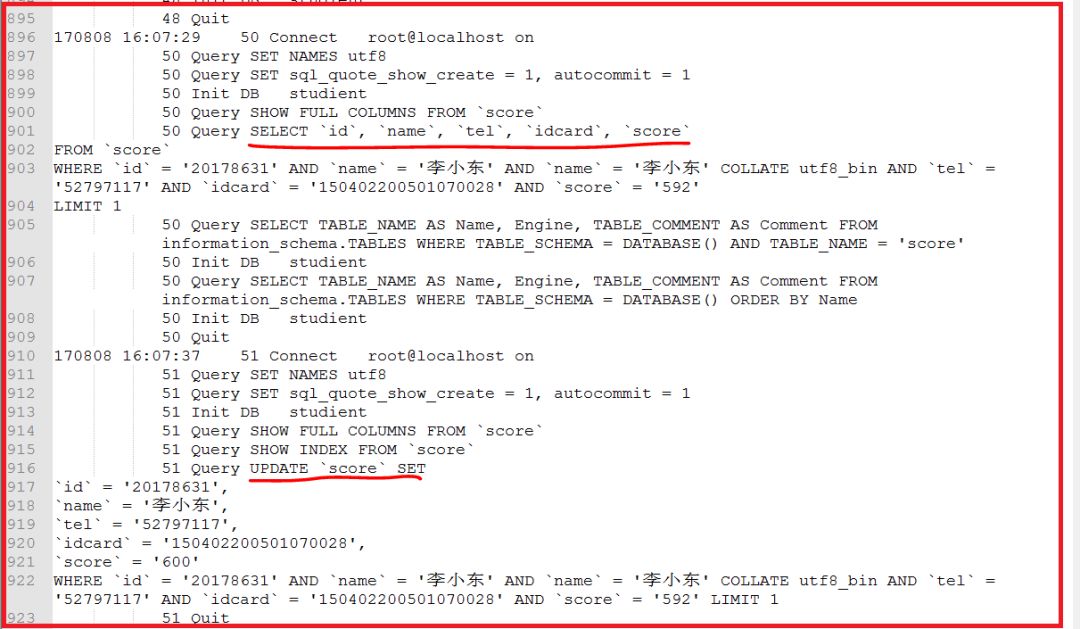 895 48 Quit
896 170808 16:07:29 50 Connect root@localhost on
897 50 Query SET NAMES utf8
898 50 Query SET sql_quote_show_create = 1, autocommit = 1
899 50 Init DB studient
900 50 Query SHOW FULL COLUMNS FROM `score`
901 50 Query SELECT `id`, `name`, `tel`, `idcard`, `score`
902 FROM `score`
903 WHERE `id` = '20178631' AND `name` = '李小东' AND `name` = '李小东' COLLATE utf8_bin AND `tel` =
'52797117' AND `idcard` = '150402200501070028' AND `score` = '592'
904 LIMIT 1
905 50 Query SELECT TABLE_NAME AS Name, Engine, TABLE_COMMENT AS Comment FROM
information_schema.TABLES WHERE TABLE_SCHEMA = DATABASE() AND TABLE_NAME = 'score'
906 50 Init DB studient
907 50 Query SELECT TABLE_NAME AS Name, Engine, TABLE_COMMENT AS Comment FROM
information_schema.TABLES WHERE TABLE_SCHEMA = DATABASE() ORDER BY Name
908 50 Init DB studient
909 50 Quit
910 170808 16:07:37 51 Connect root@localhost on
911 51 Query SET NAMES utf8
912 51 Query SET sql_quote_show_create = 1, autocommit = 1
913 51 Init DB studient
914 51 Query SHOW FULL COLUMNS FROM `score`
915 51 Query SHOW INDEX FROM `score`
916 51 Query UPDATE `score` SET
917 `id` = '20178631',
918 `name` = '李小东',
919 `tel` = '52797117',
920 `idcard` = '150402200501070028',
921 `score` = '600'
922 WHERE `id` = '20178631' AND `name` = '李小东' AND `name` = '李小东' COLLATE utf8_bin AND `tel` =
'52797117' AND `idcard` = '150402200501070028' AND `score` = '592' LIMIT 1
923 51 Quit